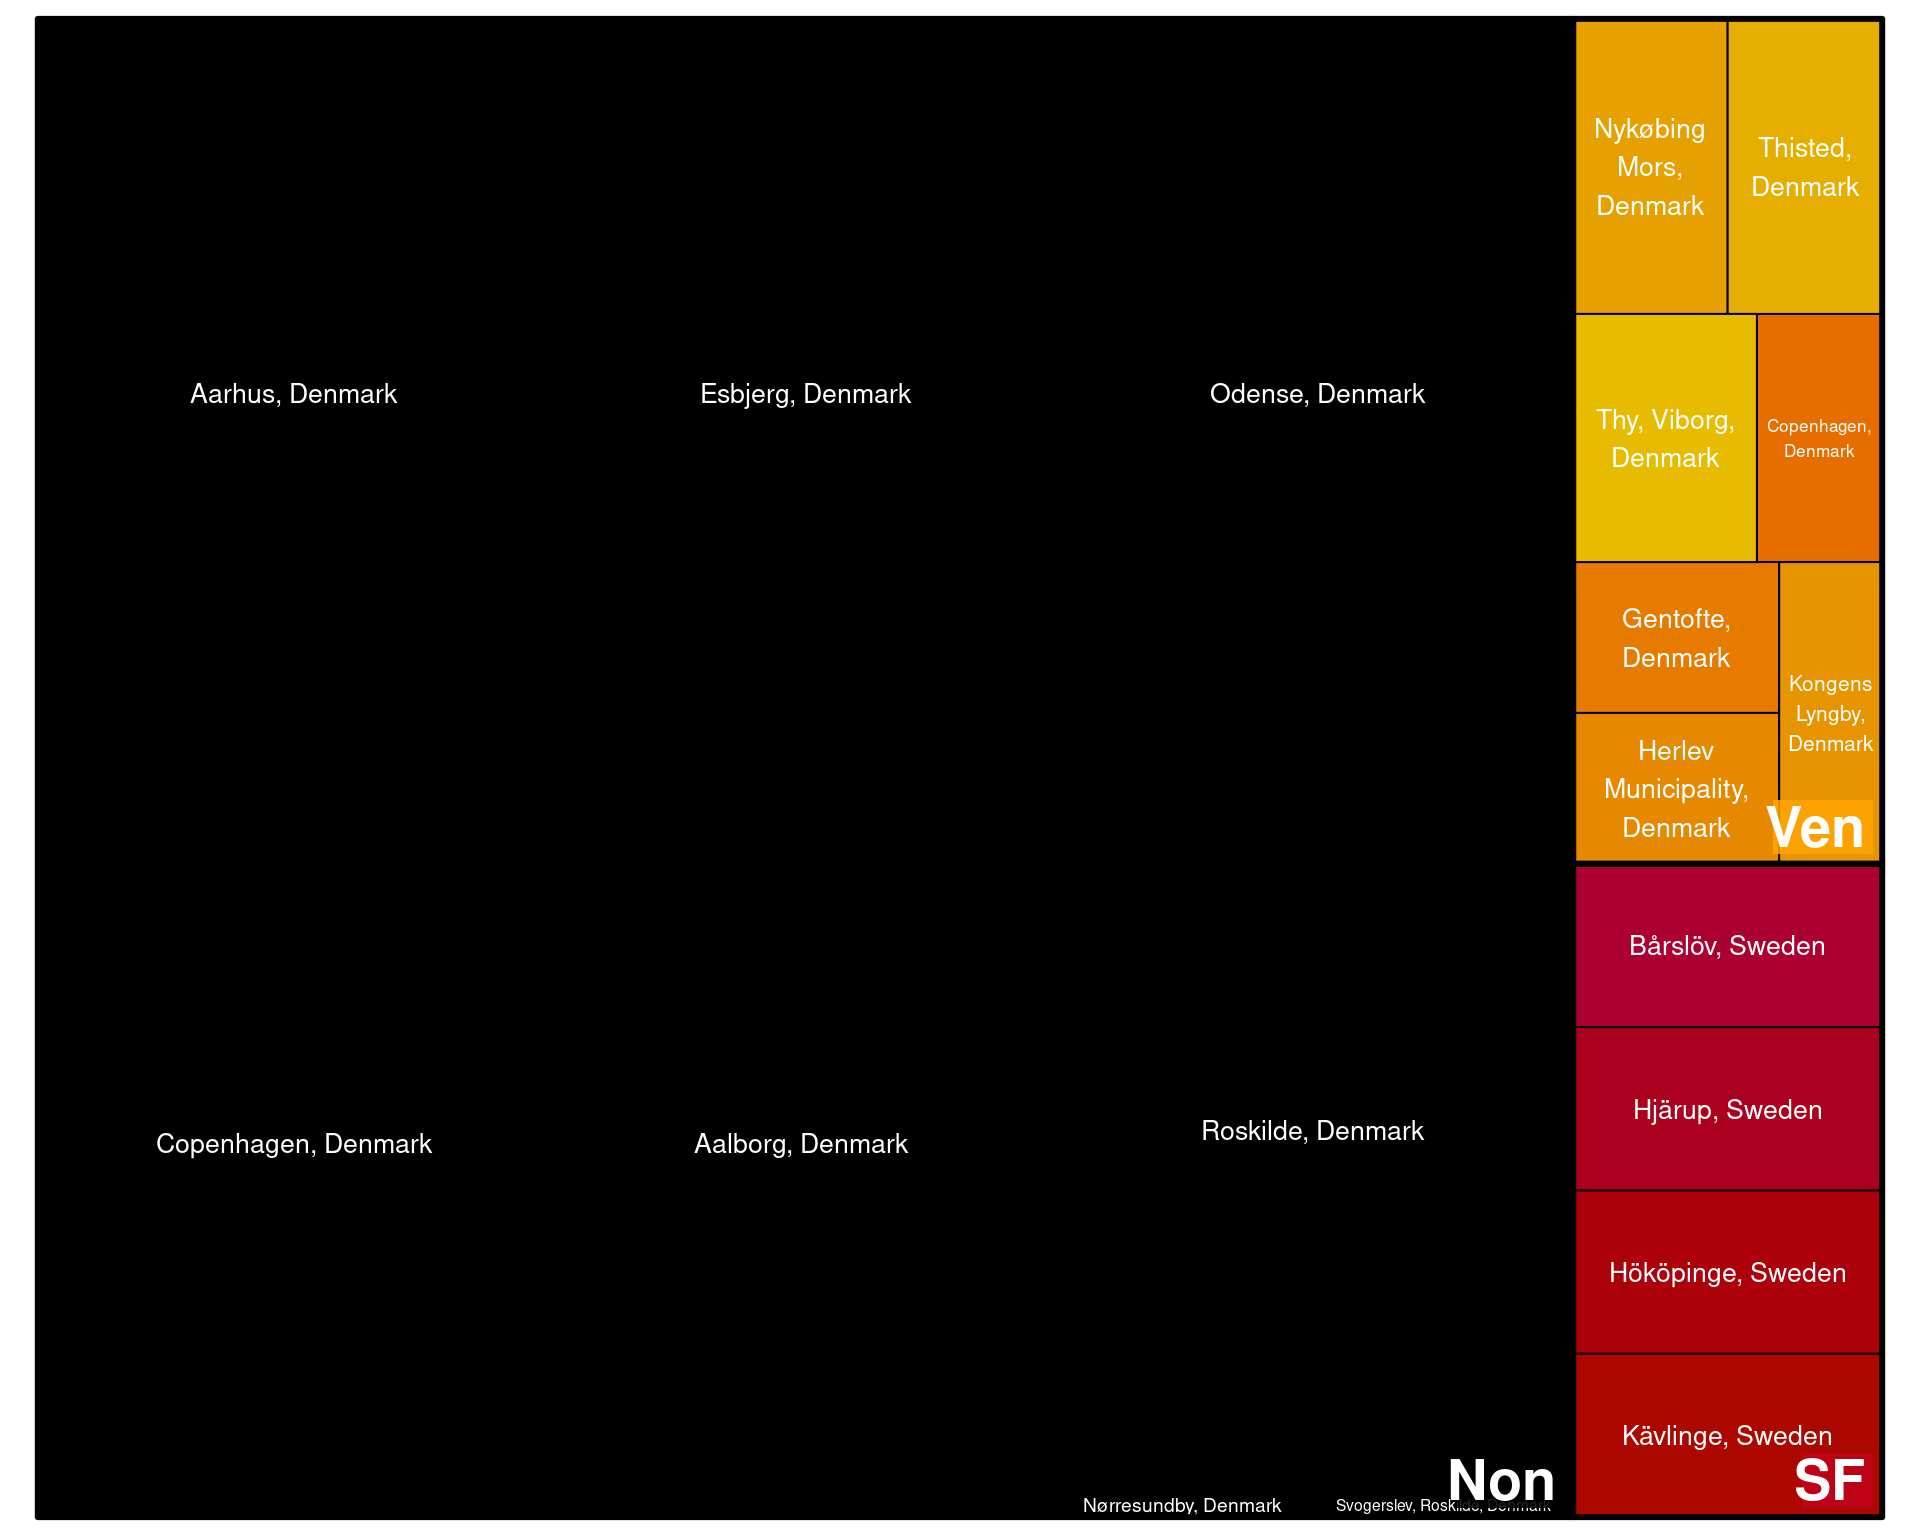 Aarhus, Denmark
Esbjerg, Denmark
Odense, Denmark
Copenhagen, Denmark
Aalborg, Denmark
Roskilde, Denmark
Nørresundby, Denmark
Svogerslev, Roskilde, Denmark
Non
Nykøbing
Mors,
Denmark
Thisted,
Denmark
Thy, Viborg,
Denmark
Copenhagen,
Denmark
Gentofte,
Denmark
Herlev
Municipality,
Denmark
Kongens
Lyngby,
Denmark
Ven
Bårslöv, Sweden
Hjärup, Sweden
Hököpinge, Sweden
Kävlinge, Sweden
SF